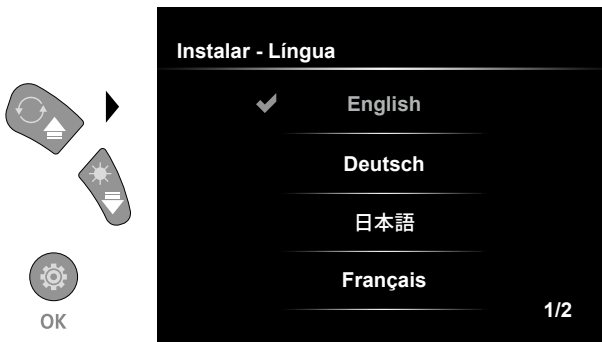 Instalar - Língua
English
Deutsch
日本語
Français
1/2
OK